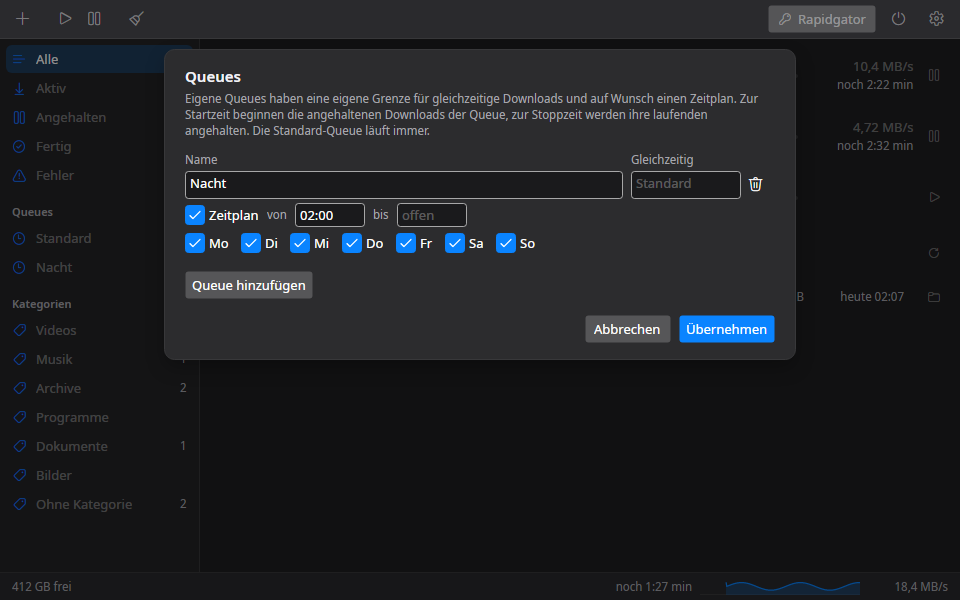 Rapidgator
Alle
Aktiv
Angehalten
Fertig
Fehler
Queues
Standard
Nacht
Kategorien
Videos
Musik
Archive 2
Programme
Dokumente 1
Bilder
Ohne Kategorie 2
Queues
Eigene Queues haben eine eigene Grenze für gleichzeitige Downloads und auf Wunsch einen Zeitplan. Zur
Startzeit beginnen die angehaltenen Downloads der Queue, zur Stoppzeit werden ihre laufenden
angehalten. Die Standard-Queue läuft immer.
Name Gleichzeitig
Nacht Standard
Zeitplan von 02:00 bis offen
Mo Di Mi Do Fr Sa So
Queue hinzufügen
Abbrechen Übernehmen
10,4 MB/s
noch 2:22 min
4,72 MB/s
noch 2:32 min
B heute 02:07
412 GB frei noch 1:27 min 18,4 MB/s